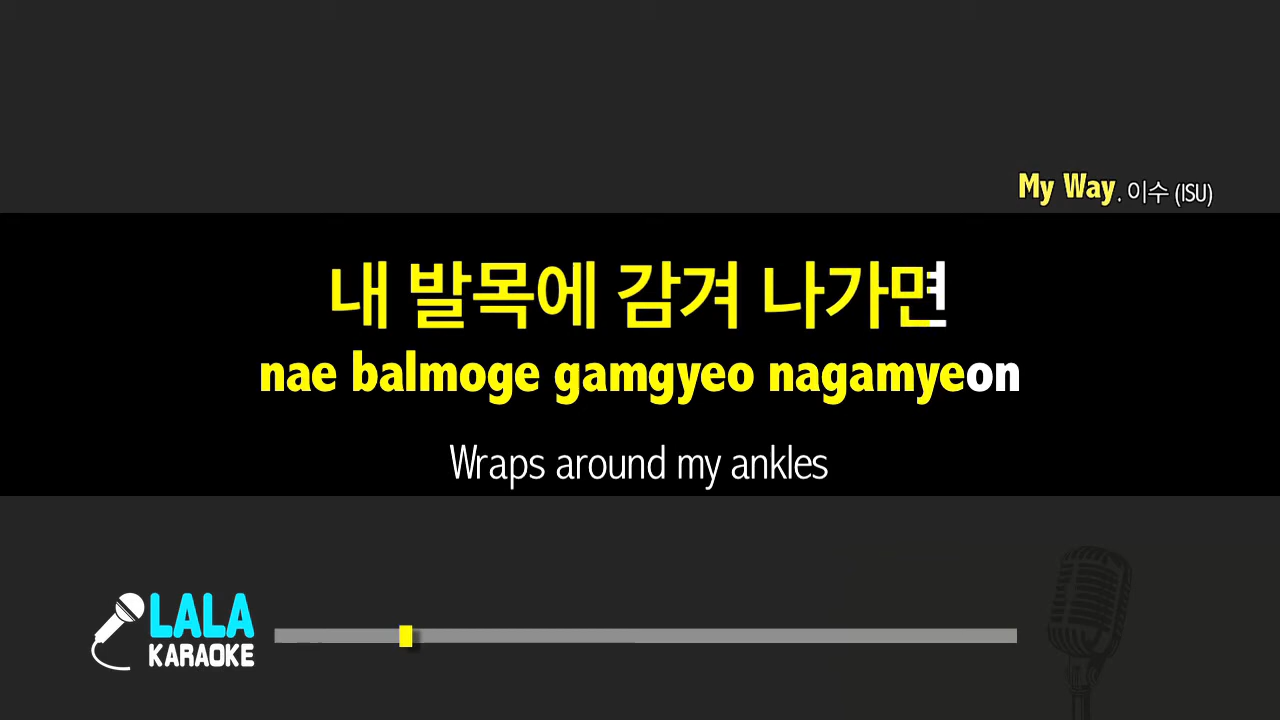 My Way. 이수 (ISU)
내 발목에 감겨 나가면
nae balmoge gamgyeo nagamyeon
Wraps around my ankles
LALA
KARAOKE